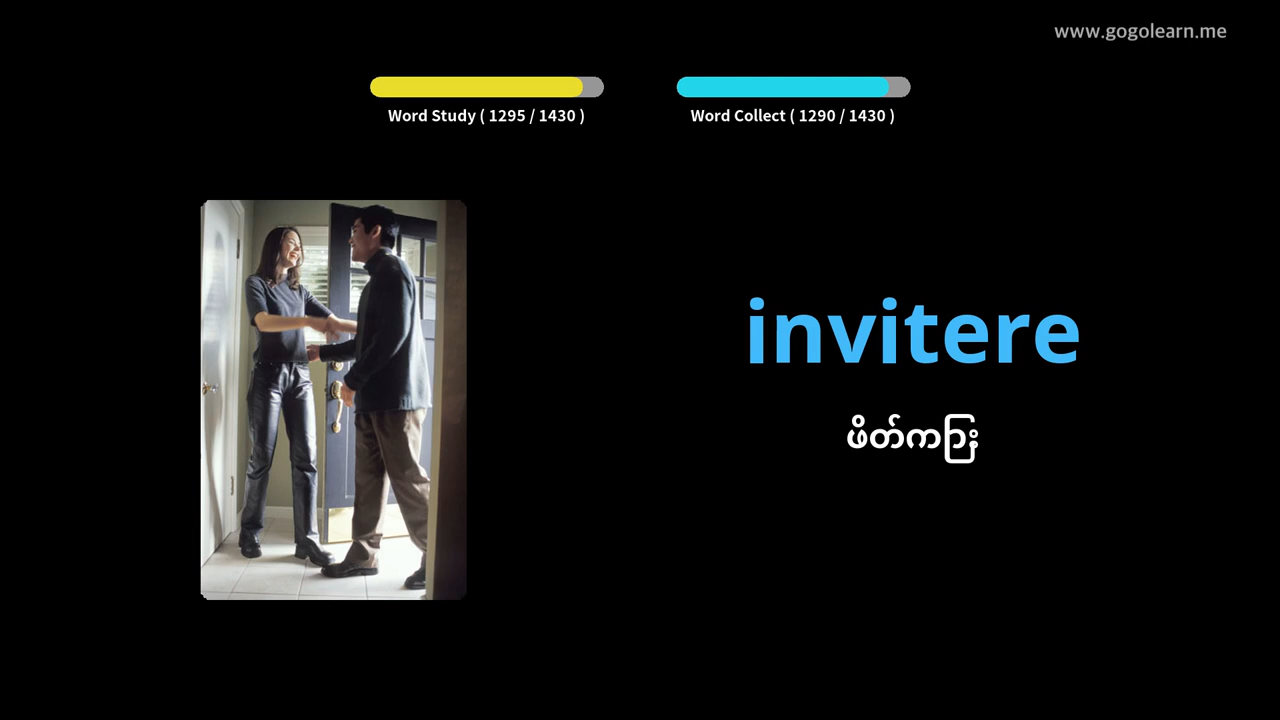 www.gogolearn.me
Word Study ( 1295 / 1430 )
Word Collect ( 1290 / 1430 )
invitere
ဖိတ်ကြား